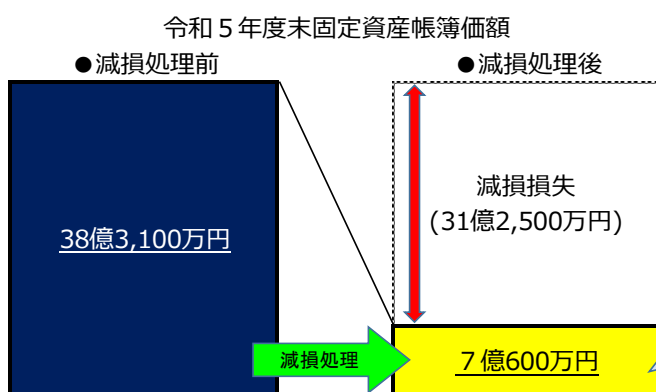 令和５年度末固定資産帳簿価額
●減損処理前
●減損処理後
38億3,100万円
減損損失
(31億2,500万円)
減損処理
７億600万円